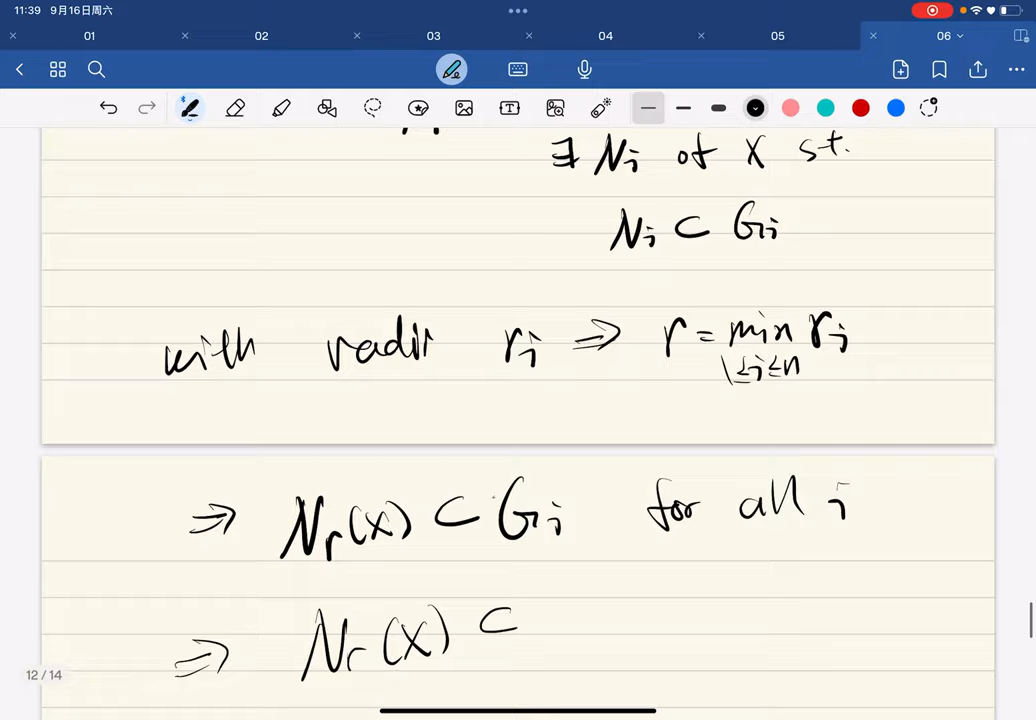 11:39 9月16日周六
01 02 03 04 05 06
∃ Ni of X st.
Ni ⊂ Gi
with radii ri ⇒ r = min ri
1≤i≤n
⇒ Nr(x) ⊂ Gi for all i
⇒ Nr(x) ⊂
12 / 14